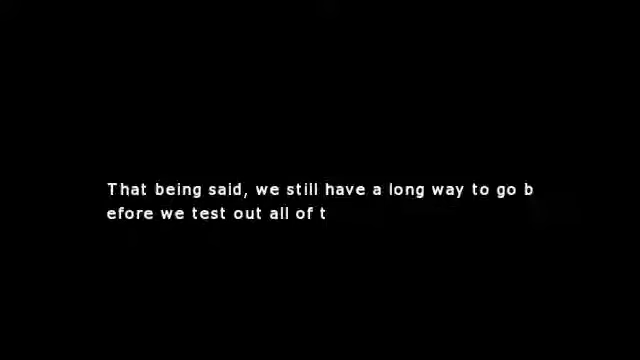 That being said, we still have a long way to go b
efore we test out all of t